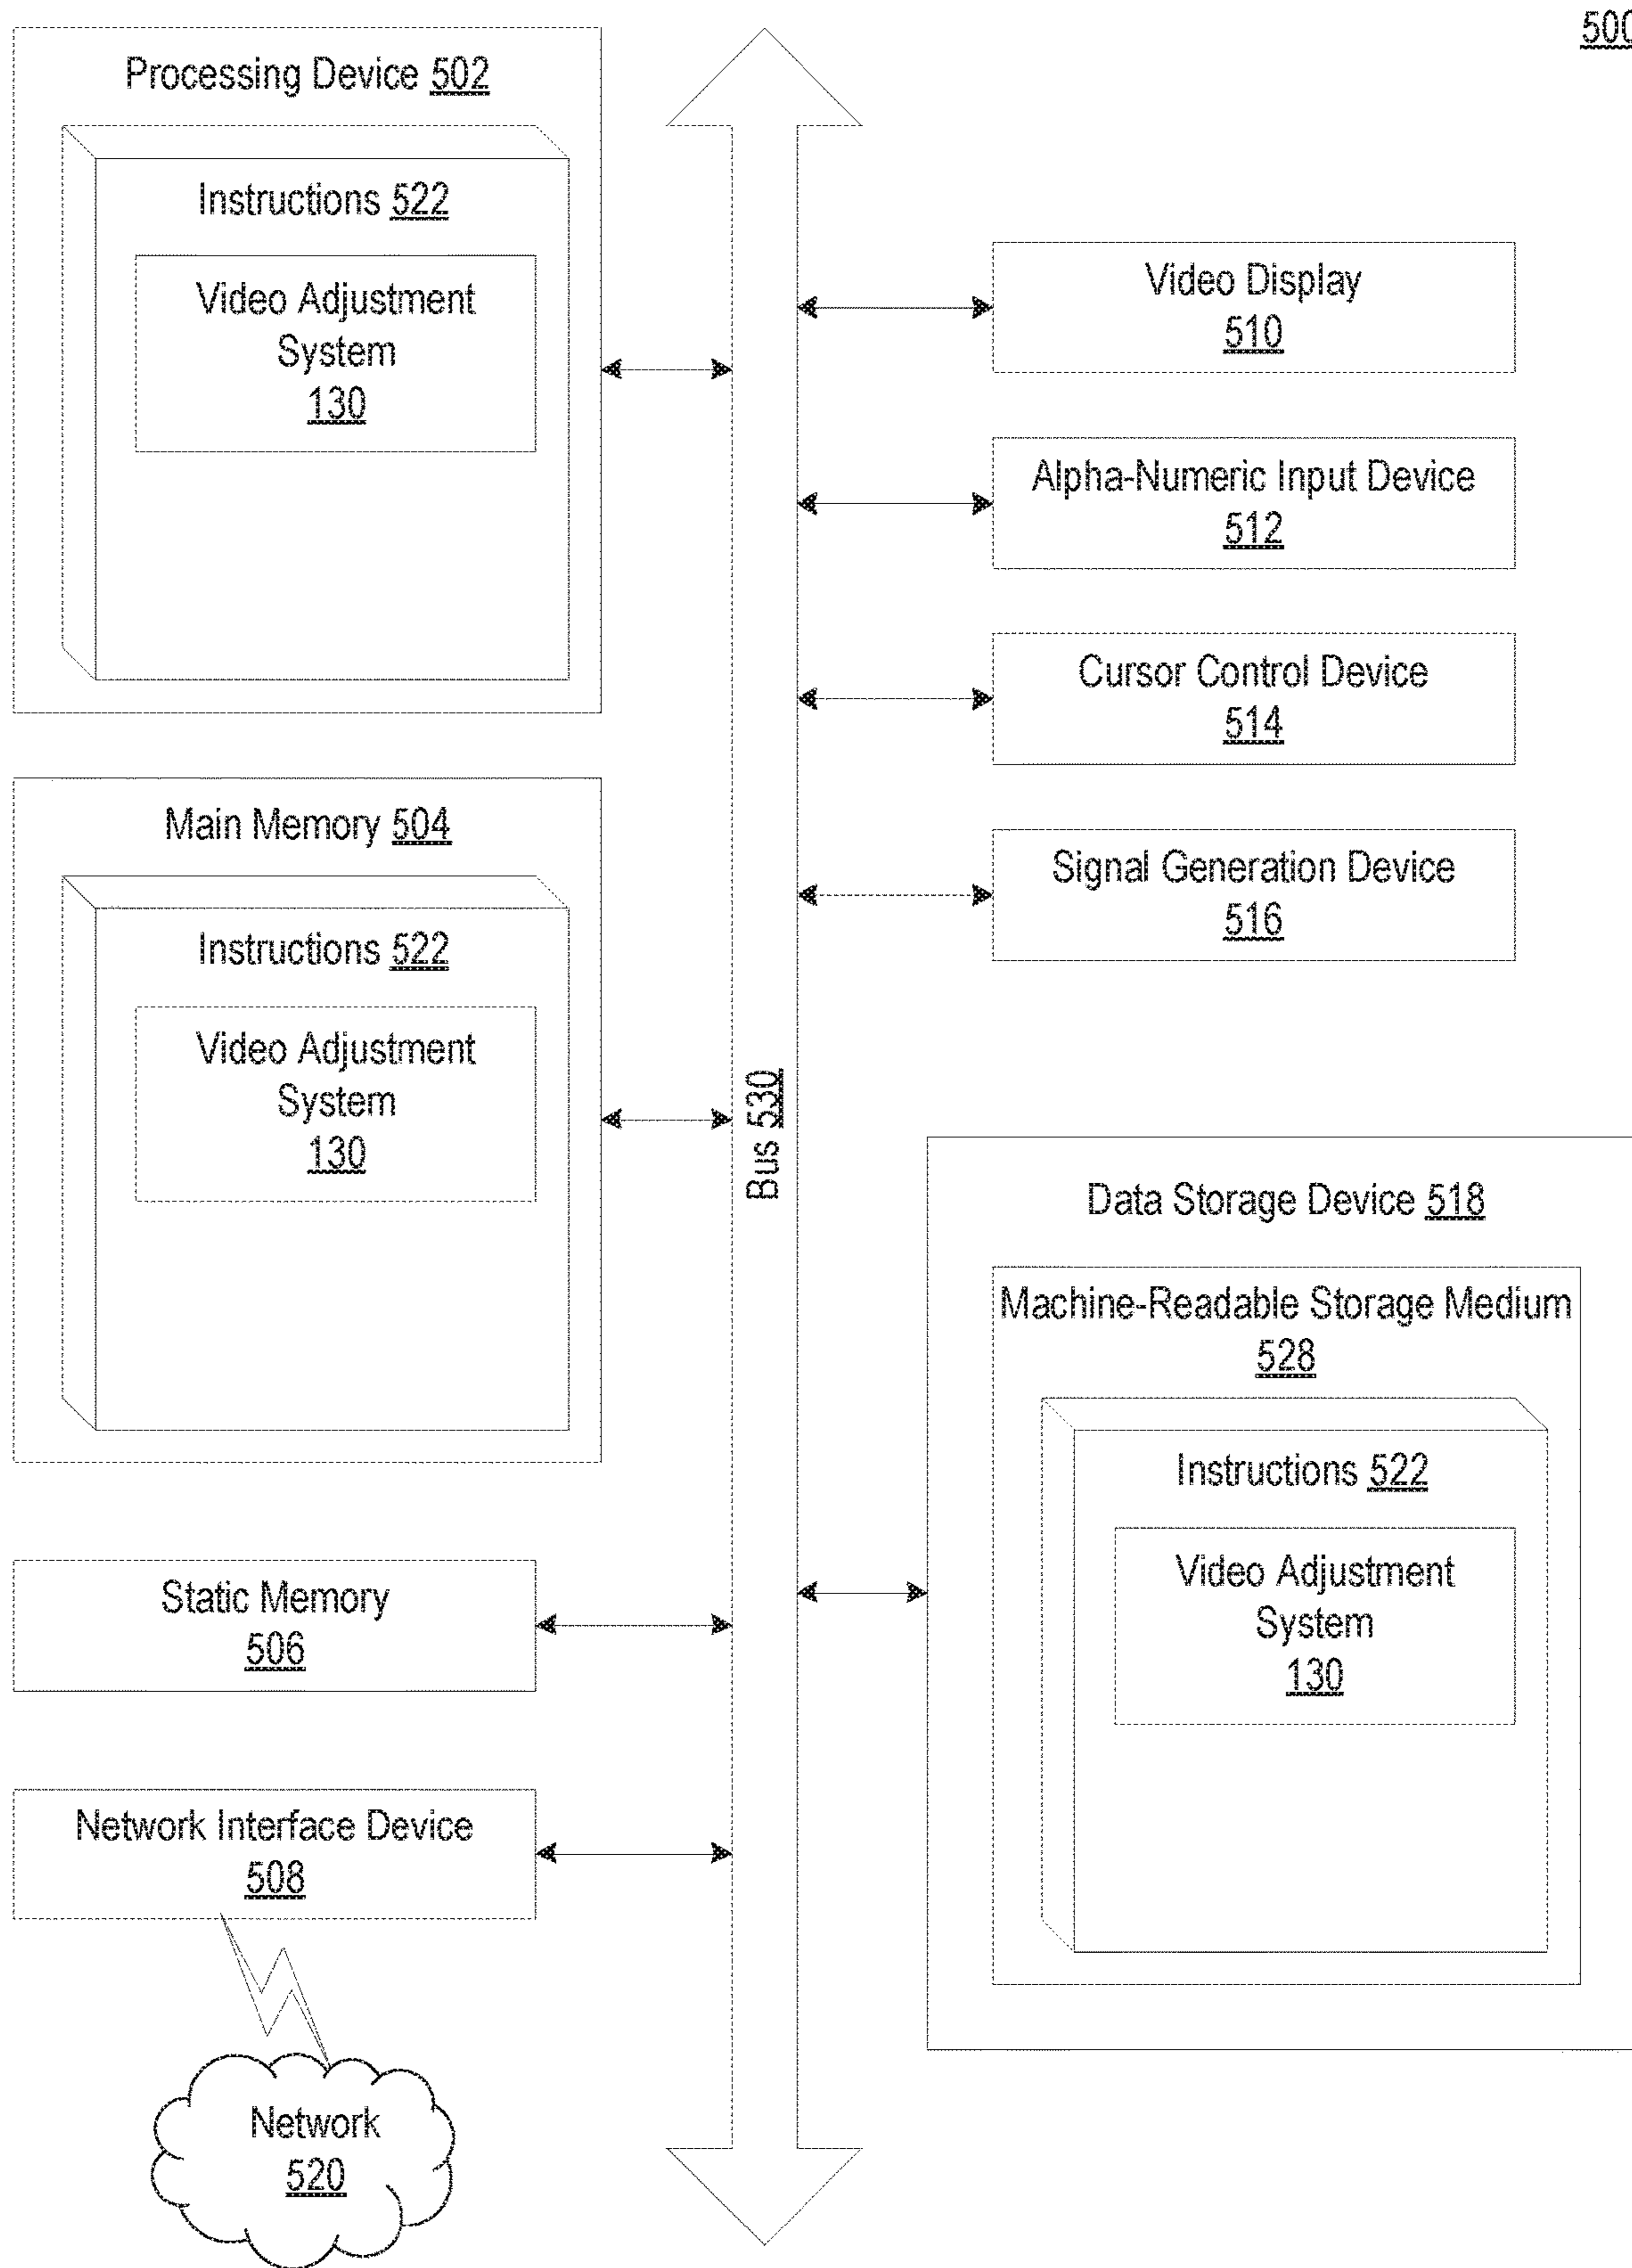 500
Processing Device 502
Instructions 522
Video Adjustment
System
130
Main Memory 504
Instructions 522
Video Adjustment
System
130
Static Memory
506
Network Interface Device
508
Network
520
Bus 530
Video Display
510
Alpha-Numeric Input Device
512
Cursor Control Device
514
Signal Generation Device
516
Data Storage Device 518
Machine-Readable Storage Medium
528
Instructions 522
Video Adjustment
System
130